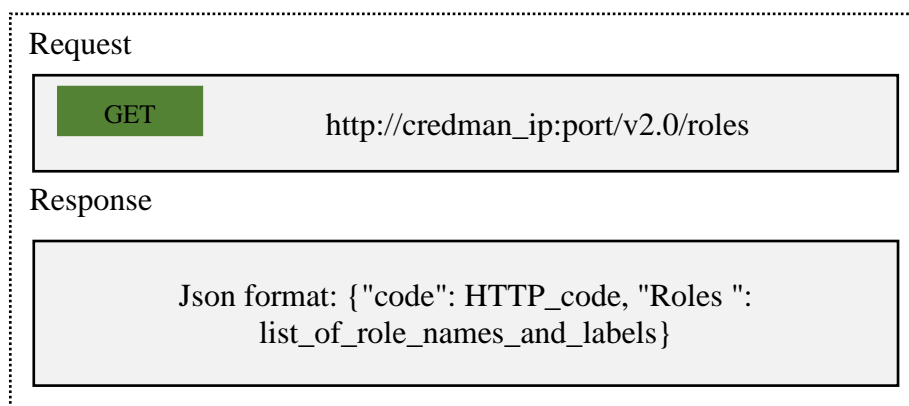 Request
GET
http://credman_ip:port/v2.0/roles
Response
Json format: {"code": HTTP_code, "Roles ":
list_of_role_names_and_labels}